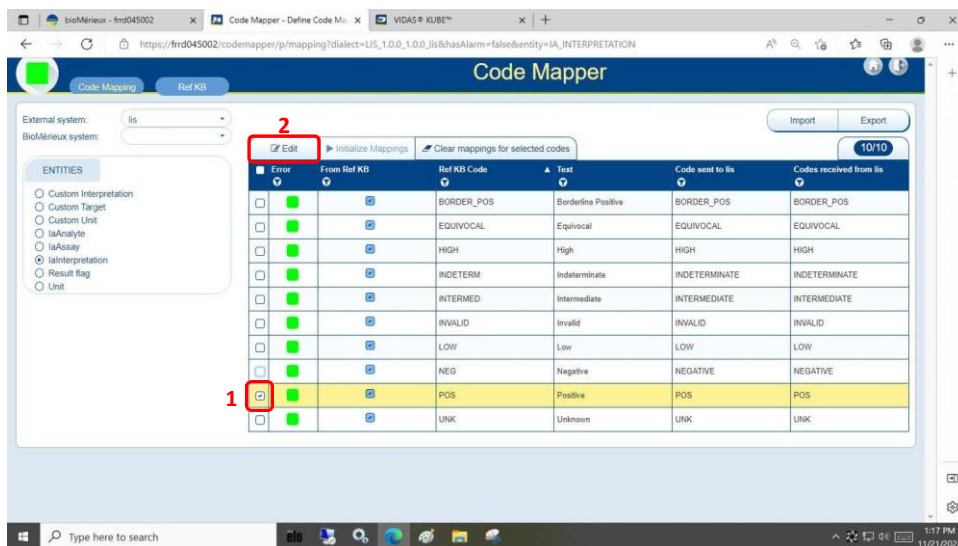 bioMérieux - frrd045002
Code Mapper - Define Code Ma
VIDAS® KUBE™
https://frrd045002/codemapper/p/mapping?dialect=LIS_1.0.0_1.0.0_lis&hasAlarm=false&entity=IA_INTERPRETATION
Code Mapper
Code Mapping Ref KB
External system: lis
BioMérieux system:
Import Export
2
Edit Initialize Mappings Clear mappings for selected codes 10/10
ENTITIES
Custom Interpretation
Custom Target
Custom Unit
IaAnalyte
IaAssay
IaInterpretation
Result flag
Unit
Error From Ref KB Ref KB Code Text Code sent to lis Codes received from lis
BORDER_POS Borderline Positive BORDER_POS BORDER_POS
EQUIVOCAL Equivocal EQUIVOCAL EQUIVOCAL
HIGH High HIGH HIGH
INDETERM Indeterminate INDETERMINATE INDETERMINATE
INTERMED Intermediate INTERMEDIATE INTERMEDIATE
INVALID Invalid INVALID INVALID
LOW Low LOW LOW
NEG Negative NEGATIVE NEGATIVE
1 POS Positive POS POS
UNK Unknown UNK UNK
Type here to search
elo
1:17 PM
11/21/202